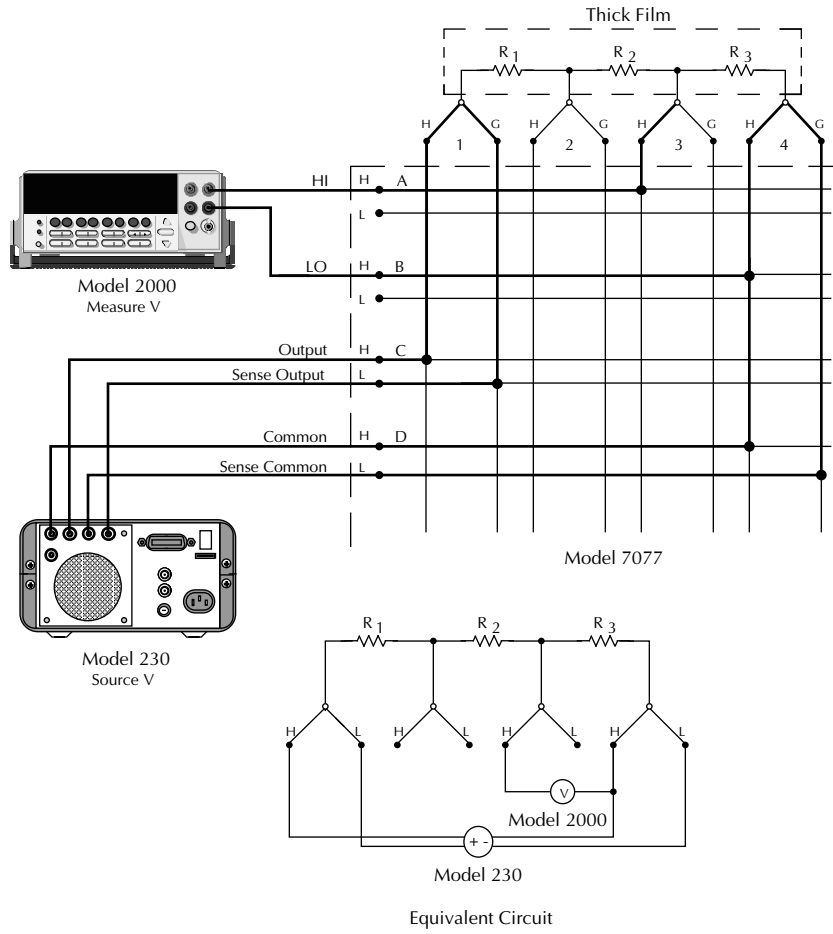 Thick Film
R 1 R 2 R 3
H G H G H G H G
1 2 3 4
HI H A
L
LO H B
L
Model 2000
Measure V
Output H C
Sense Output L
Common H D
Sense Common L
Model 7077
Model 230
Source V
R 1 R 2 R 3
H L H L H L H L
V
Model 2000
+ -
Model 230
Equivalent Circuit